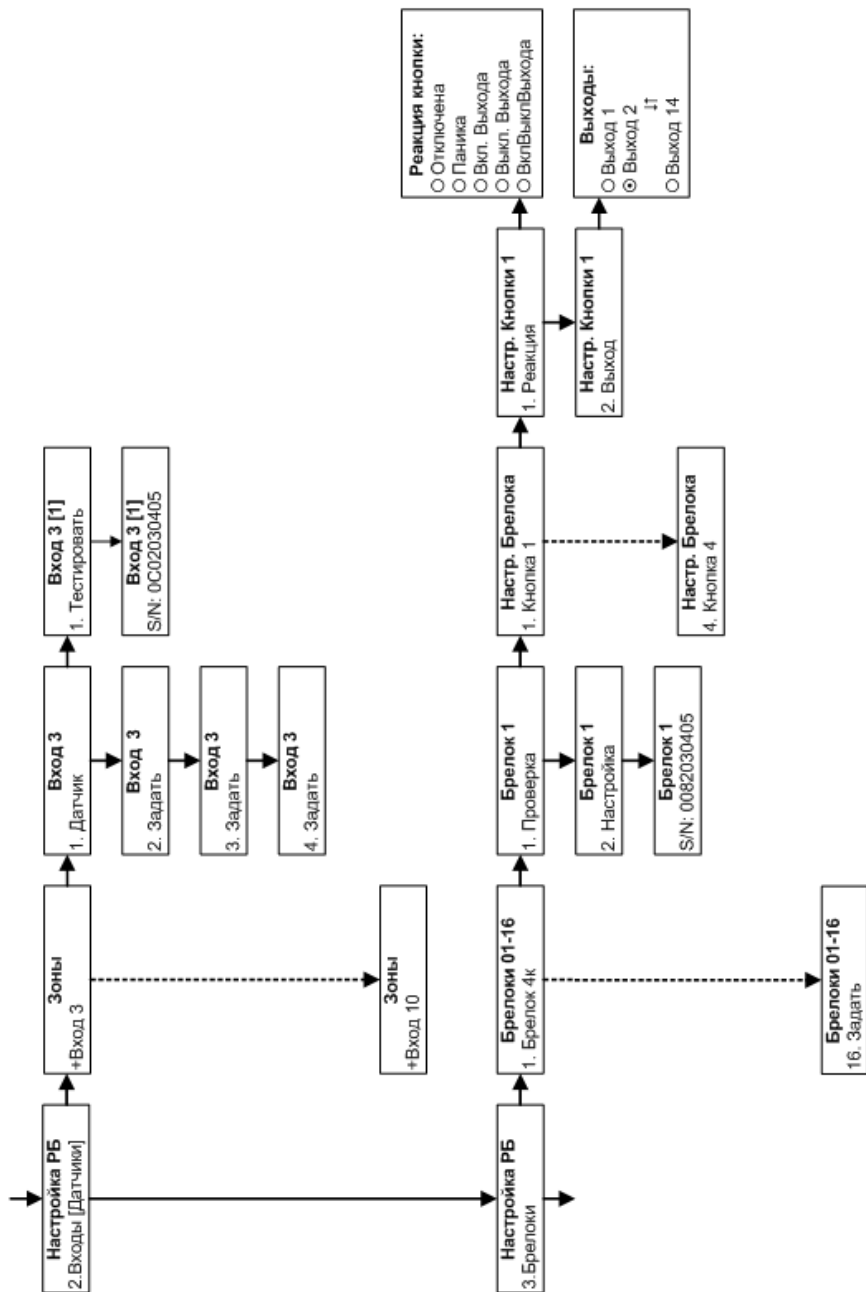 Настройка РБ
2.Входы [Датчики]
Зоны
+Вход 3
Зоны
+Вход 10
Вход 3
1. Датчик
Вход 3
2. Задать
Вход 3
3. Задать
Вход 3
4. Задать
Вход 3 [1]
1. Тестировать
Вход 3 [1]
S/N: 0C02030405
Настройка РБ
3.Брелоки
Брелоки 01-16
1. Брелок 4к
Брелоки 01-16
16. Задать
Брелок 1
1. Проверка
Брелок 1
2. Настройка
Брелок 1
S/N: 0082030405
Настр. Брелока
1. Кнопка 1
Настр. Брелока
4. Кнопка 4
Настр. Кнопки 1
1. Реакция
Настр. Кнопки 1
2. Выход
Реакция кнопки:
Отключена
Паника
Вкл. Выхода
Выкл. Выхода
ВклВыклВыхода
Выходы:
Выход 1
Выход 2
↓↑
Выход 14